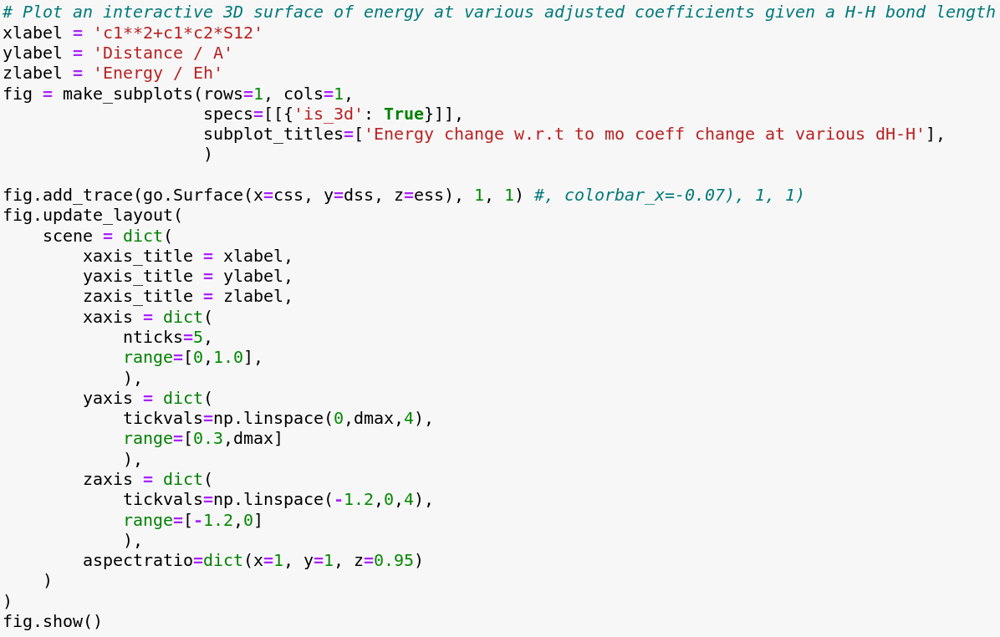 # Plot an interactive 3D surface of energy at various adjusted coefficients given a H-H bond length
xlabel = 'c1**2+c1*c2*S12'
ylabel = 'Distance / A'
zlabel = 'Energy / Eh'
fig = make_subplots(rows=1, cols=1,
                    specs=[[{'is_3d': True}]],
                    subplot_titles=['Energy change w.r.t to mo coeff change at various dH-H'],
                    )

fig.add_trace(go.Surface(x=css, y=dss, z=ess), 1, 1) #, colorbar_x=-0.07), 1, 1)
fig.update_layout(
    scene = dict(
        xaxis_title = xlabel,
        yaxis_title = ylabel,
        zaxis_title = zlabel,
        xaxis = dict(
            nticks=5,
            range=[0,1.0],
            ),
        yaxis = dict(
            tickvals=np.linspace(0,dmax,4),
            range=[0.3,dmax]
            ),
        zaxis = dict(
            tickvals=np.linspace(-1.2,0,4),
            range=[-1.2,0]
            ),
        aspectratio=dict(x=1, y=1, z=0.95)
    )
)
fig.show()